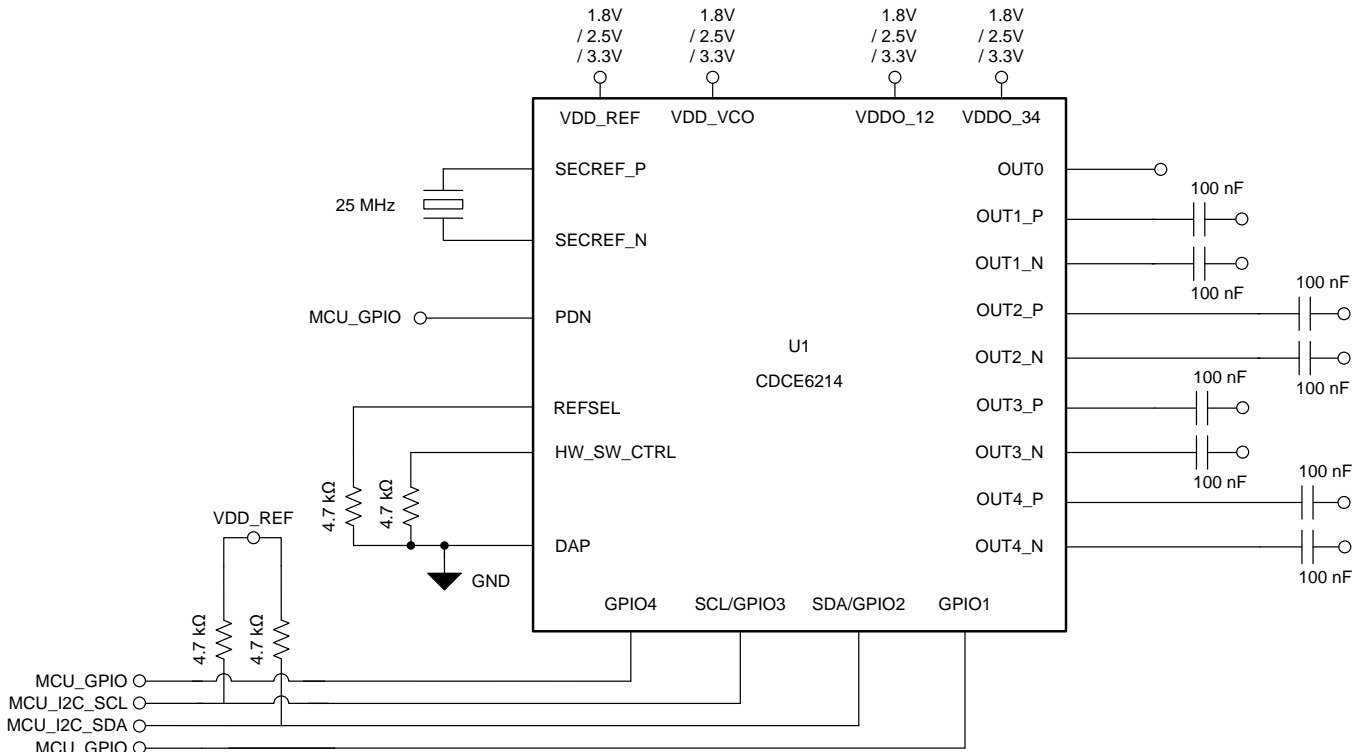 1.8V
/ 2.5V
/ 3.3V
1.8V
/ 2.5V
/ 3.3V
1.8V
/ 2.5V
/ 3.3V
1.8V
/ 2.5V
/ 3.3V
VDD_REF
VDD_VCO
VDDO_12
VDDO_34
SECREF_P
25 MHz
SECREF_N
MCU_GPIO
PDN
REFSEL
HW_SW_CTRL
4.7 kΩ
4.7 kΩ
DAP
GND
U1
CDCE6214
OUT0
OUT1_P
100 nF
OUT1_N
100 nF
OUT2_P
100 nF
OUT2_N
100 nF
OUT3_P
100 nF
OUT3_N
100 nF
OUT4_P
100 nF
OUT4_N
100 nF
GPIO4
SCL/GPIO3
SDA/GPIO2
GPIO1
VDD_REF
4.7 kΩ
4.7 kΩ
MCU_GPIO
MCU_I2C_SCL
MCU_I2C_SDA
MCU_GPIO